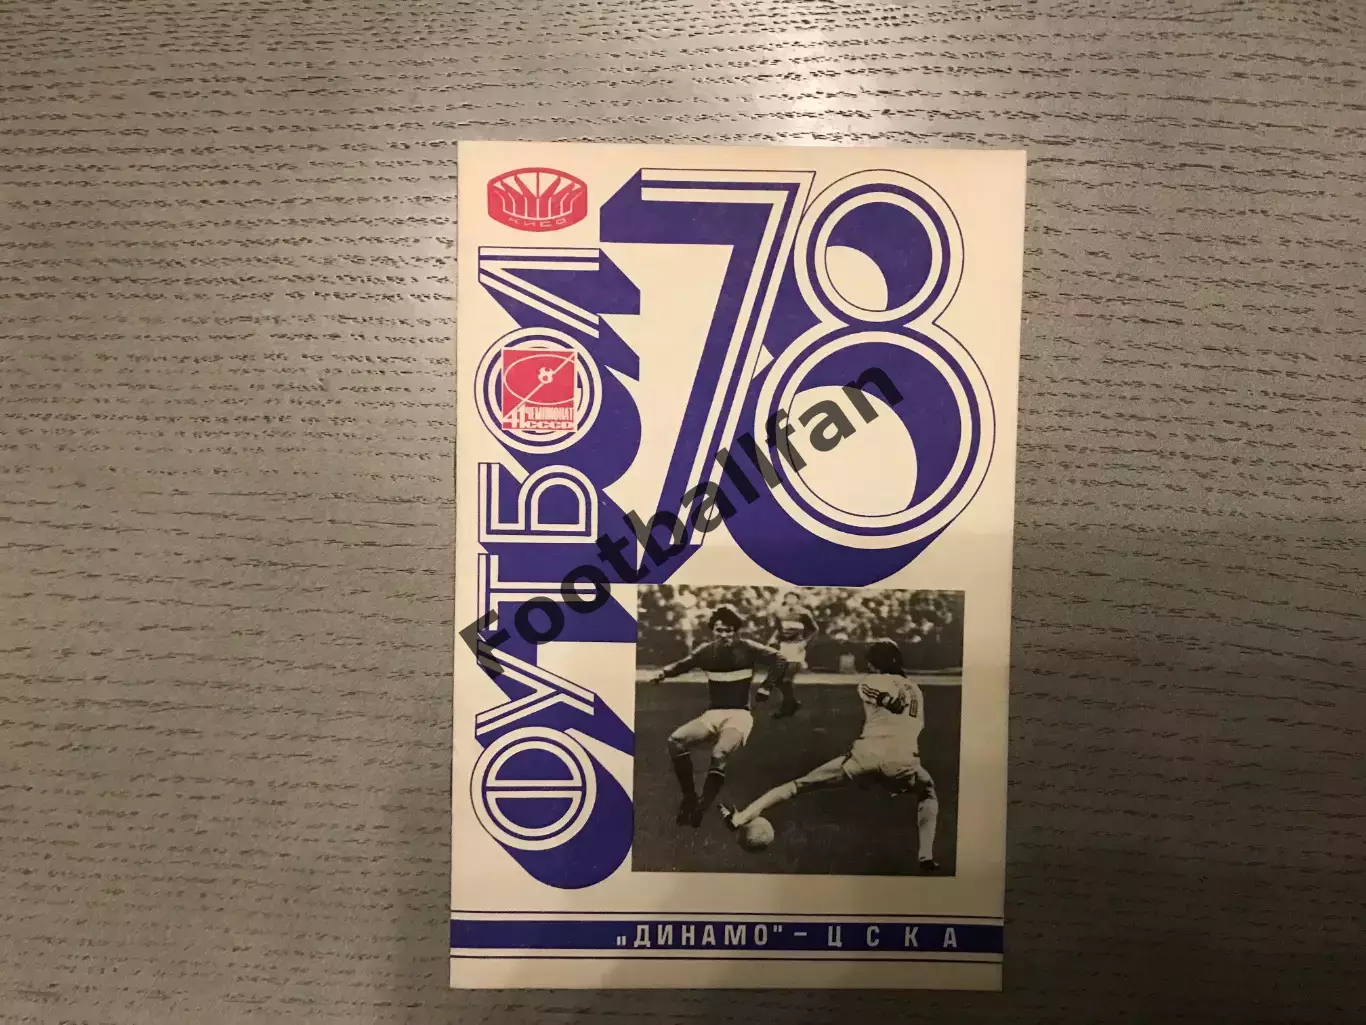 КИЕВ
ФУТБОЛ 78
41 ЧЕМПИОНАТ
СССР
Footballfan
„ДИНАМО" – ЦСКА